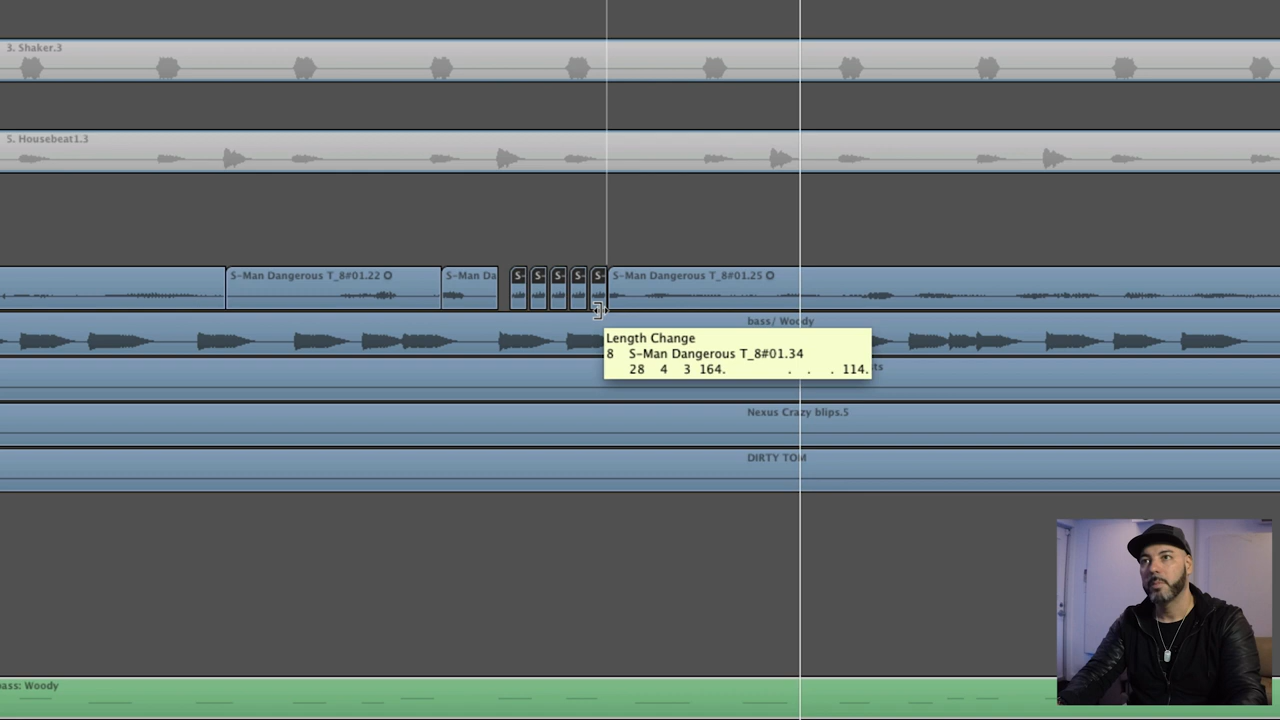 3. Shaker.3
5. Housebeat1.3
S-Man Dangerous T_8#01.22
S-Man Da
S-
S-
S-
S-
S-
S-Man Dangerous T_8#01.25
bass/ Woody
Length Change
8 S-Man Dangerous T_8#01.34
28 4 3 164. . . . 114.
ts
Nexus Crazy blips.5
DIRTY TOM
bass: Woody